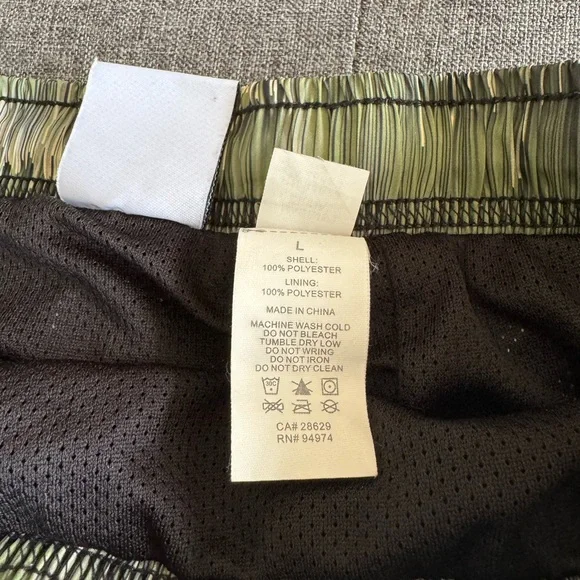 L
SHELL:
100% POLYESTER
LINING:
100% POLYESTER
MADE IN CHINA
MACHINE WASH COLD
DO NOT BLEACH
TUMBLE DRY LOW
DO NOT WRING
DO NOT IRON
DO NOT DRY CLEAN
30C
CA# 28629
RN# 94974